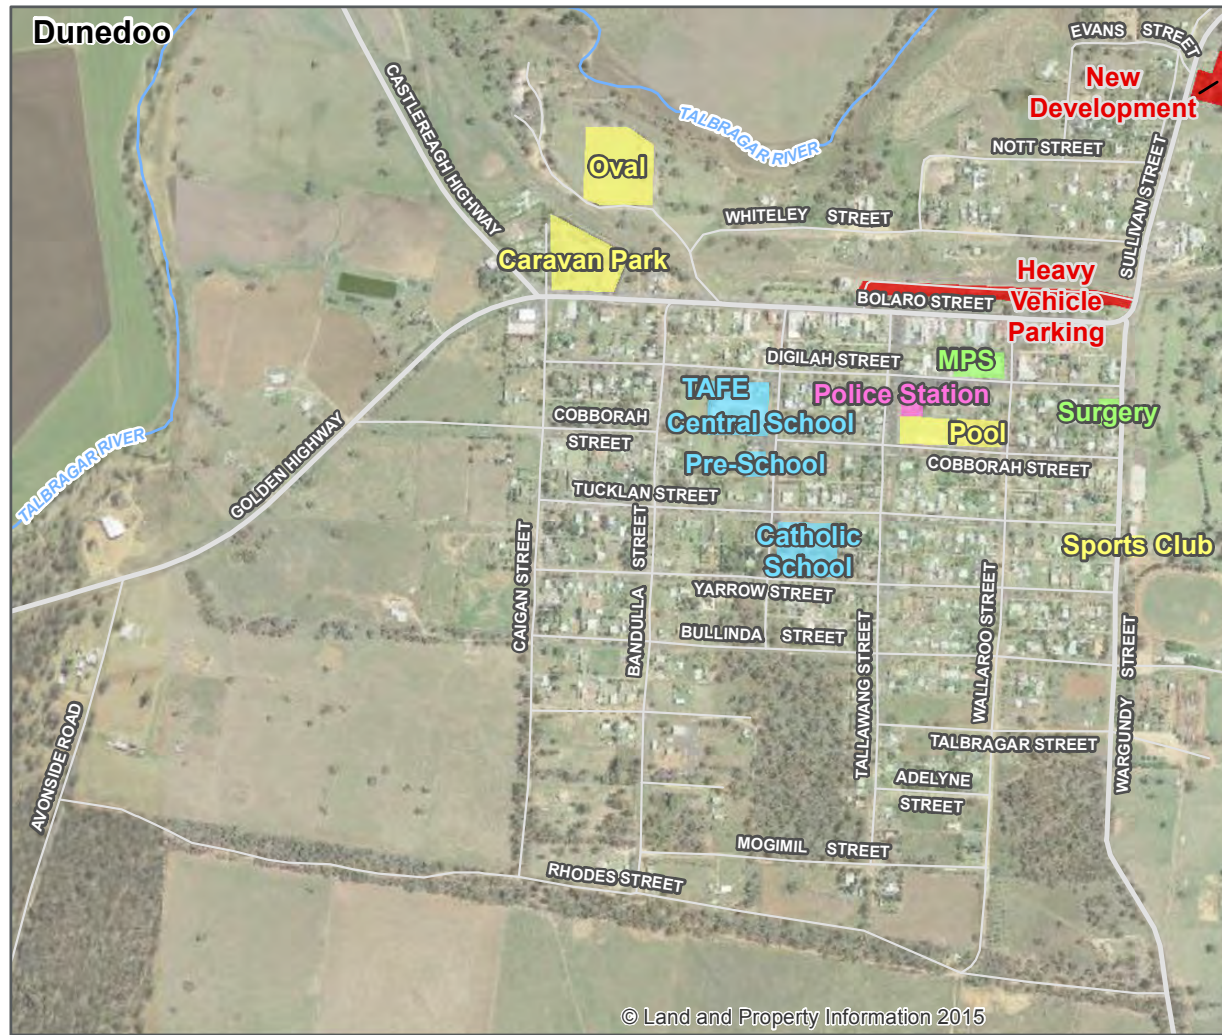 Dunedoo
EVANS STREET
New
Development
CASTLEREAGH HIGHWAY
TALBRAGAR RIVER
NOTT STREET
Oval
SULLIVAN STREET
WHITELEY STREET
Caravan Park
Heavy
Vehicle
Parking
BOLARO STREET
DIGILAH STREET
MPS
TAFE
Police Station
Central School
COBBORAH
STREET
Surgery
Pool
TALBRAGAR RIVER
GOLDEN HIGHWAY
Pre-School
COBBORAH STREET
TUCKLAN STREET
Catholic
School
Sports Club
CAIGAN STREET
BANDULLA STREET
YARROW STREET
BULLINDA STREET
TALLAWANG STREET
WALLAROO STREET
WARGUNDY STREET
TALBRAGAR STREET
AVONSIDE ROAD
ADELYNE
STREET
MOGIMIL STREET
RHODES STREET
© Land and Property Information 2015